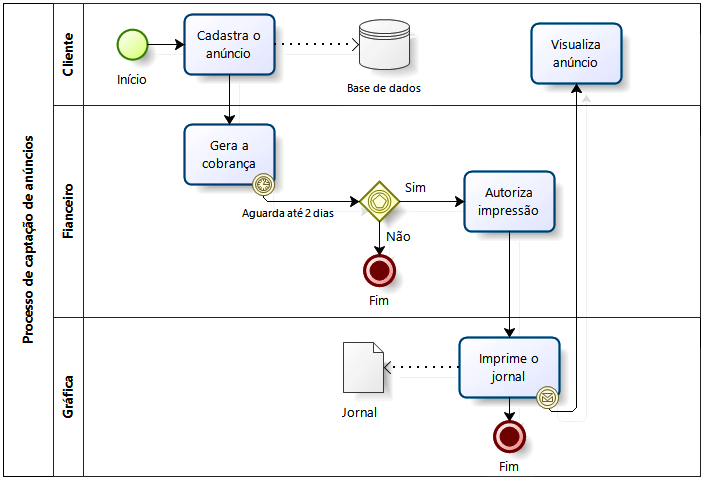 Processo de captação de anúncios
Cliente
Início
Cadastra o
anúncio
Base de dados
Visualiza
anúncio
Fianceiro
Gera a
cobrança
Aguarda até 2 dias
Sim
Não
Fim
Autoriza
impressão
Gráfica
Jornal
Imprime o
jornal
Fim